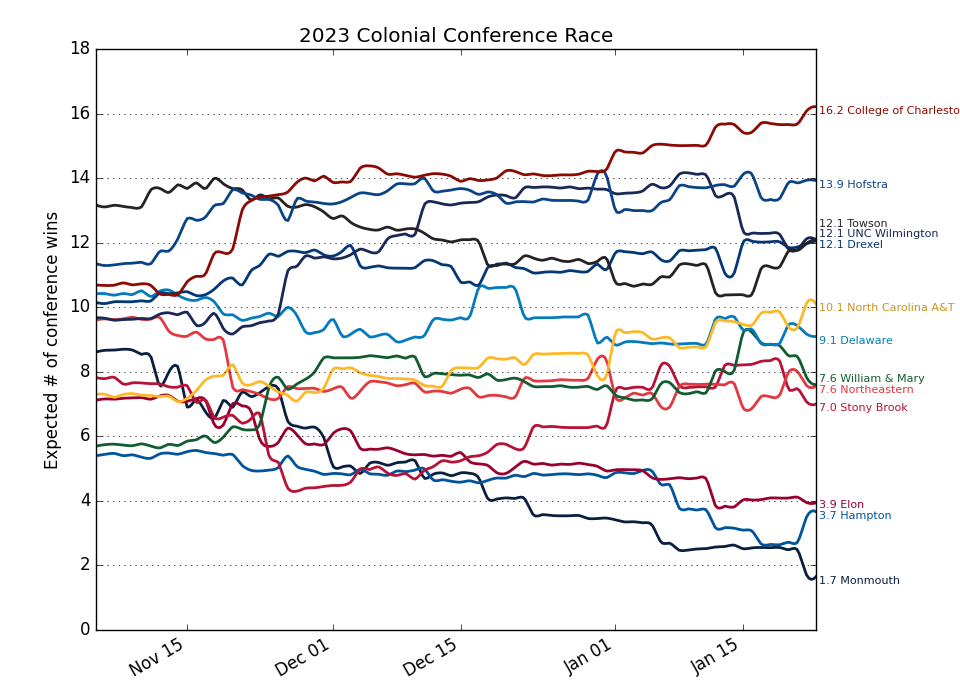 2023 Colonial Conference Race
Expected # of conference wins
18
16
14
12
10
8
6
4
2
0
Nov 15
Dec 01
Dec 15
Jan 01
Jan 15
16.2 College of Charlesto
13.9 Hofstra
12.1 Towson
12.1 UNC Wilmington
12.1 Drexel
10.1 North Carolina A&T
9.1 Delaware
7.6 William & Mary
7.6 Northeastern
7.0 Stony Brook
3.9 Elon
3.7 Hampton
1.7 Monmouth